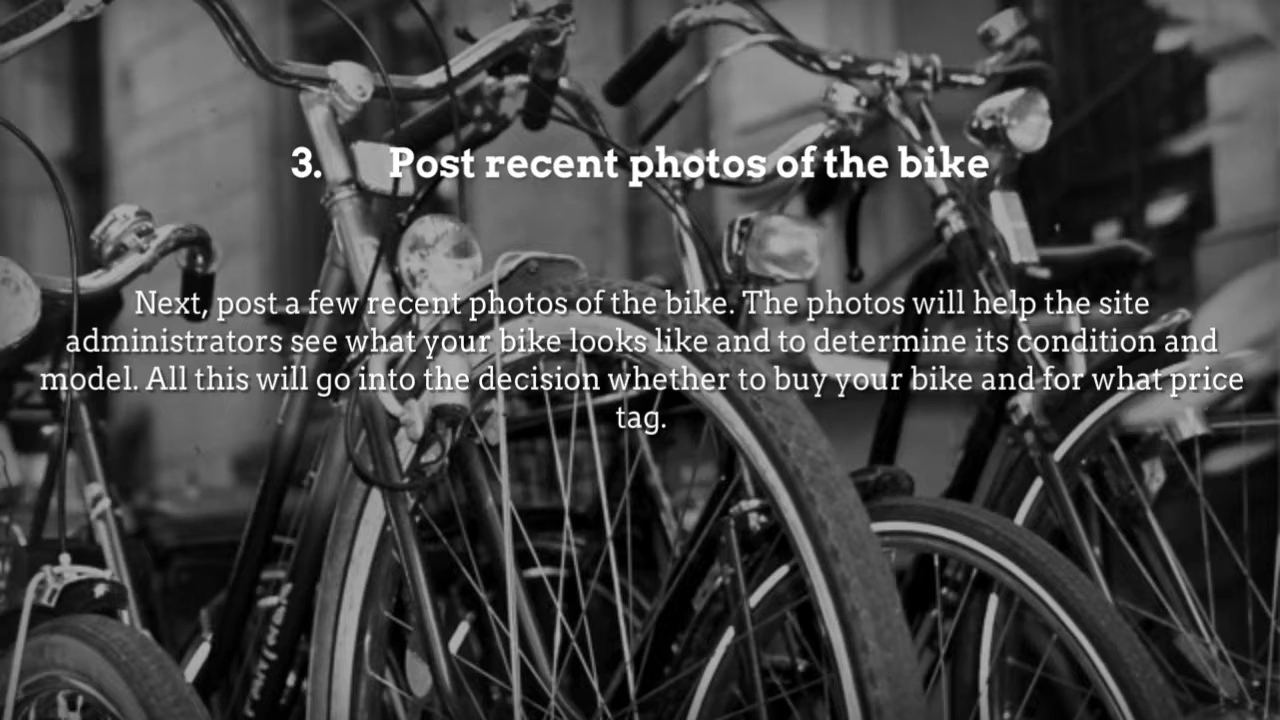 3. Post recent photos of the bike
Next, post a few recent photos of the bike. The photos will help the site
administrators see what your bike looks like and to determine its condition and
model. All this will go into the decision whether to buy your bike and for what price
tag.